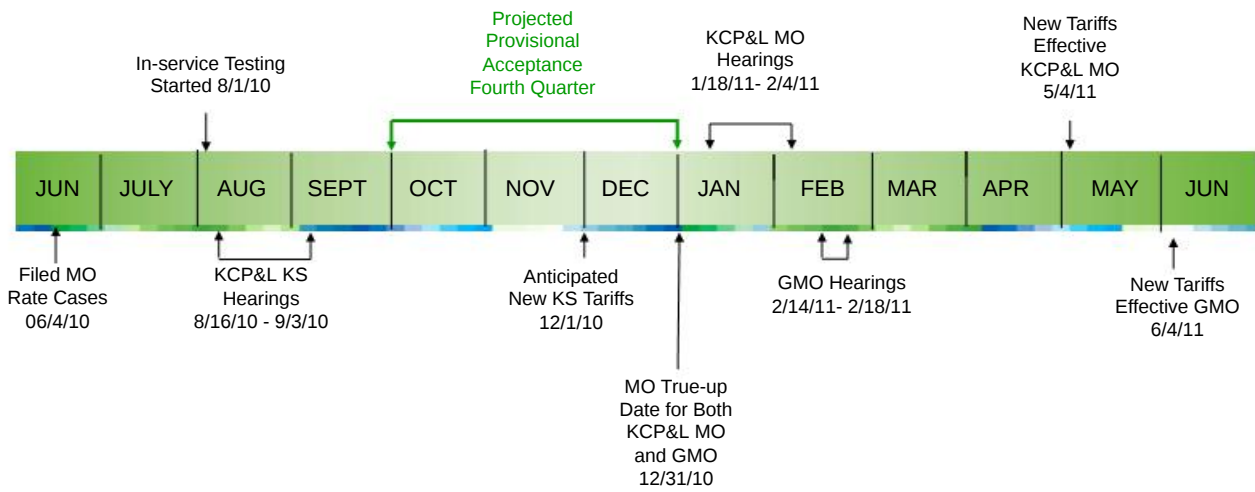 Projected
Provisional
Acceptance
Fourth Quarter
In-service Testing
Started 8/1/10
KCP&L MO
Hearings
1/18/11- 2/4/11
New Tariffs
Effective
KCP&L MO
5/4/11
JUN
JULY
AUG
SEPT
OCT
NOV
DEC
JAN
FEB
MAR
APR
MAY
JUN
Filed MO
Rate Cases
06/4/10
KCP&L KS
Hearings
8/16/10 - 9/3/10
Anticipated
New KS Tariffs
12/1/10
MO True-up
Date for Both
KCP&L MO
and GMO
12/31/10
GMO Hearings
2/14/11- 2/18/11
New Tariffs
Effective GMO
6/4/11